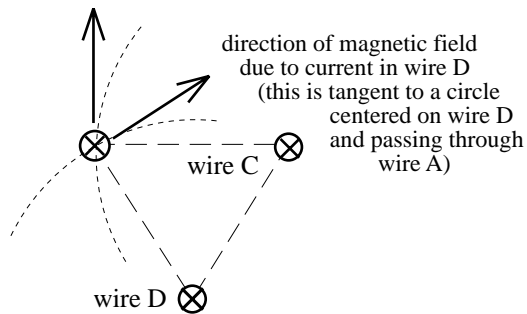 direction of magnetic field
due to current in wire D
(this is tangent to a circle
centered on wire D
and passing through
wire A)
wire C
wire D